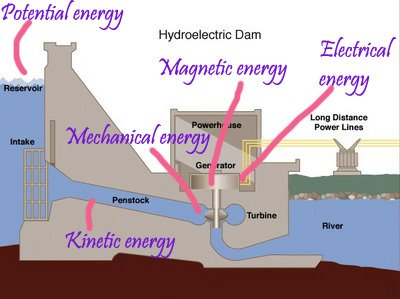 Potential energy
Hydroelectric Dam
Electrical
energy
Magnetic energy
Reservoir
Powerhouse
Long Distance
Power Lines
Intake
Mechanical energy
Generator
Penstock
Turbine
River
Kinetic energy